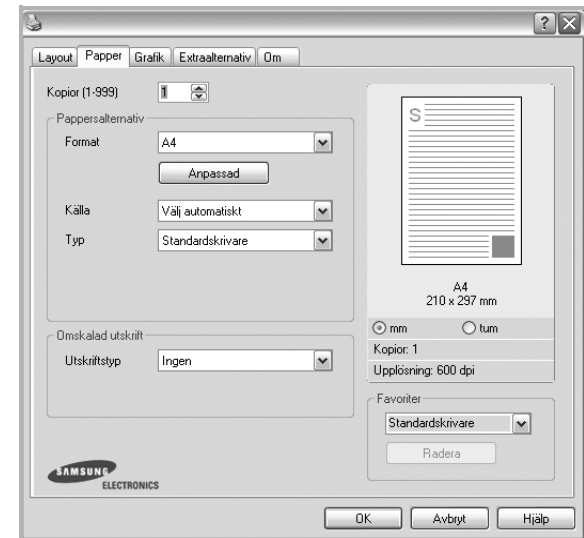 Layout Papper Grafik Extraalternativ Om
Kopior (1-999) 1
Pappersalternativ
Format A4
Anpassad
Källa Välj automatiskt
Typ Standardskrivare
Omskalad utskrift
Utskriftstyp Ingen
S
A4
210 x 297 mm
mm tum
Kopior: 1
Upplösning: 600 dpi
Favoriter
Standardskrivare
Radera
SAMSUNG
ELECTRONICS
OK Avbryt Hjälp